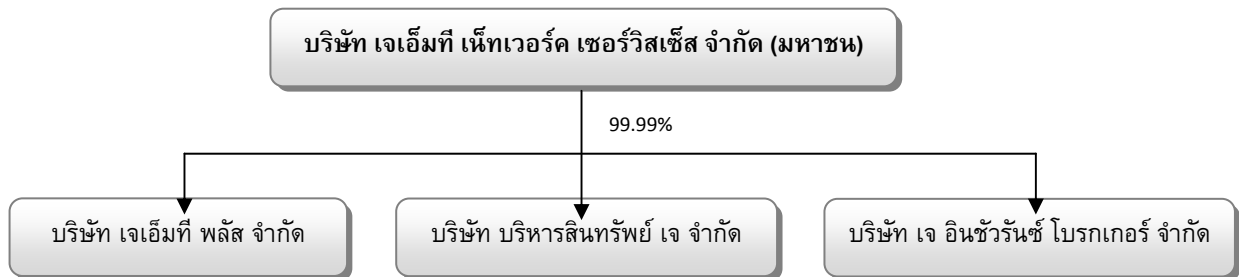 บริษัท เจเอ็มที เน็ทเวอร์ค เซอร์วิสเซ็ส จำกัด (มหาชน)
99.99%
บริษัท เจเอ็มที พลัส จำกัด
บริษัท บริหารสินทรัพย์ เจ จำกัด
บริษัท เจ อินชัวรันซ์ โบรกเกอร์ จำกัด